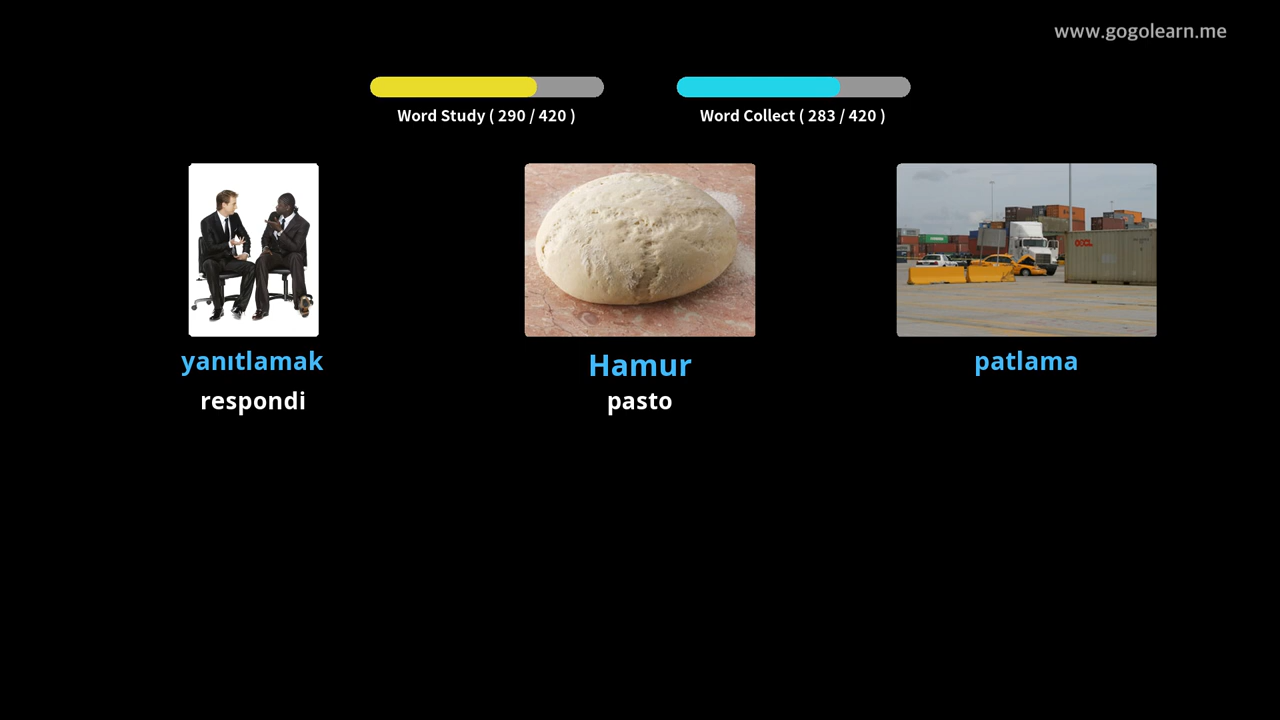 www.gogolearn.me
Word Study ( 290 / 420 )
Word Collect ( 283 / 420 )
yanıtlamak
respondi
Hamur
pasto
patlama